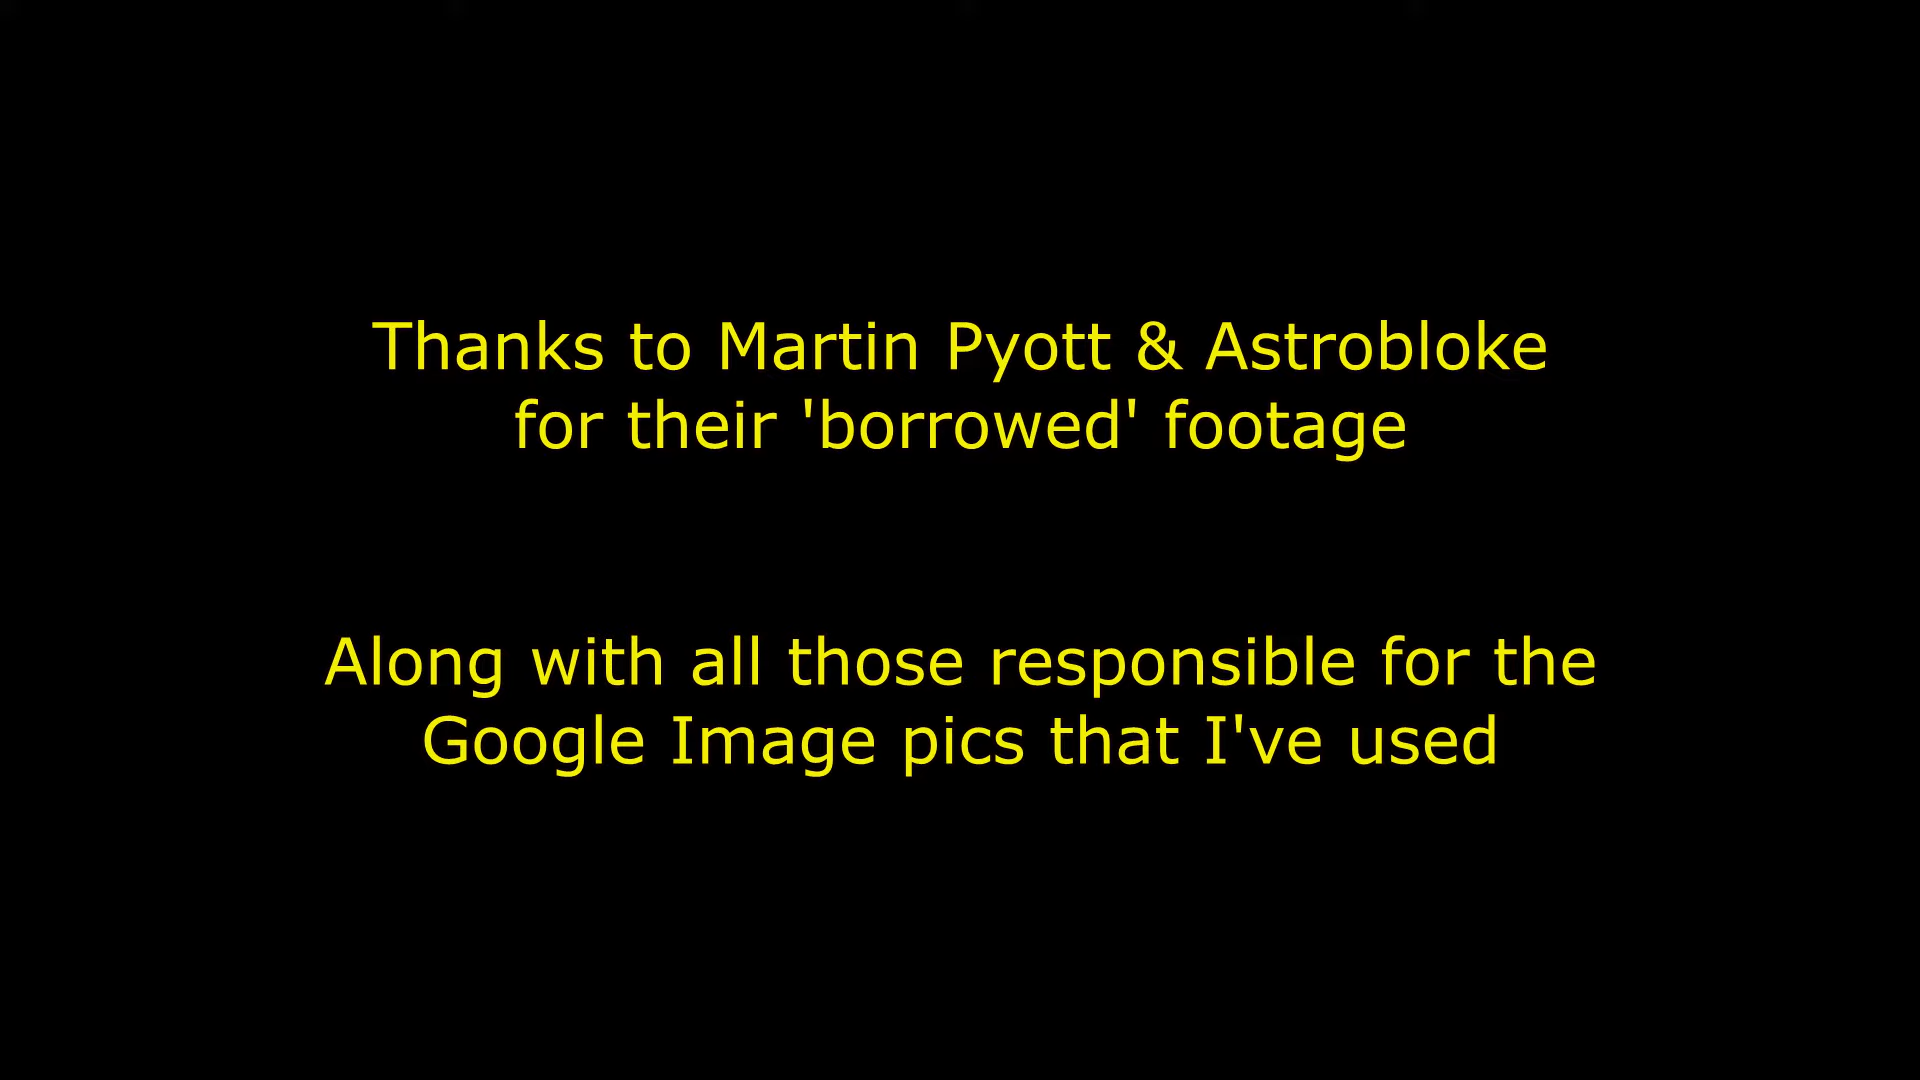 Thanks to Martin Pyott & Astrobloke
for their 'borrowed' footage
Along with all those responsible for the
Google Image pics that I've used